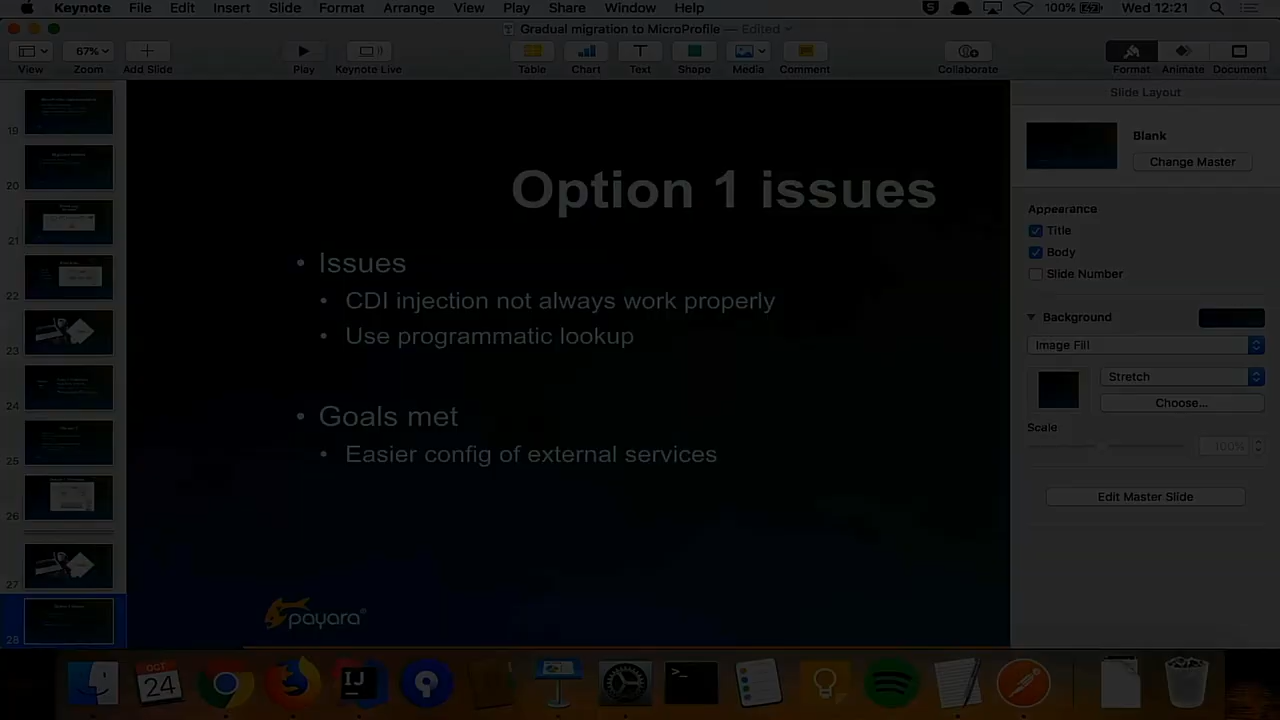 Keynote File Edit Insert Slide Format Arrange View Play Share Window Help
S 100% Wed 12:21
Gradual migration to MicroProfile — Edited
67%
View Zoom Add Slide Play Keynote Live Table Chart Text Shape Media Comment Collaborate Format Animate Document
Slide Layout
Blank
Change Master
Appearance
Title
Body
Slide Number
Background
Image Fill
Stretch
Choose...
Scale
100%
Edit Master Slide
19
20
21
22
23
24
25
26
27
28
Option 1 issues
• Issues
• CDI injection not always work properly
• Use programmatic lookup
• Goals met
• Easier config of external services
payara®
OCT
24
IJ